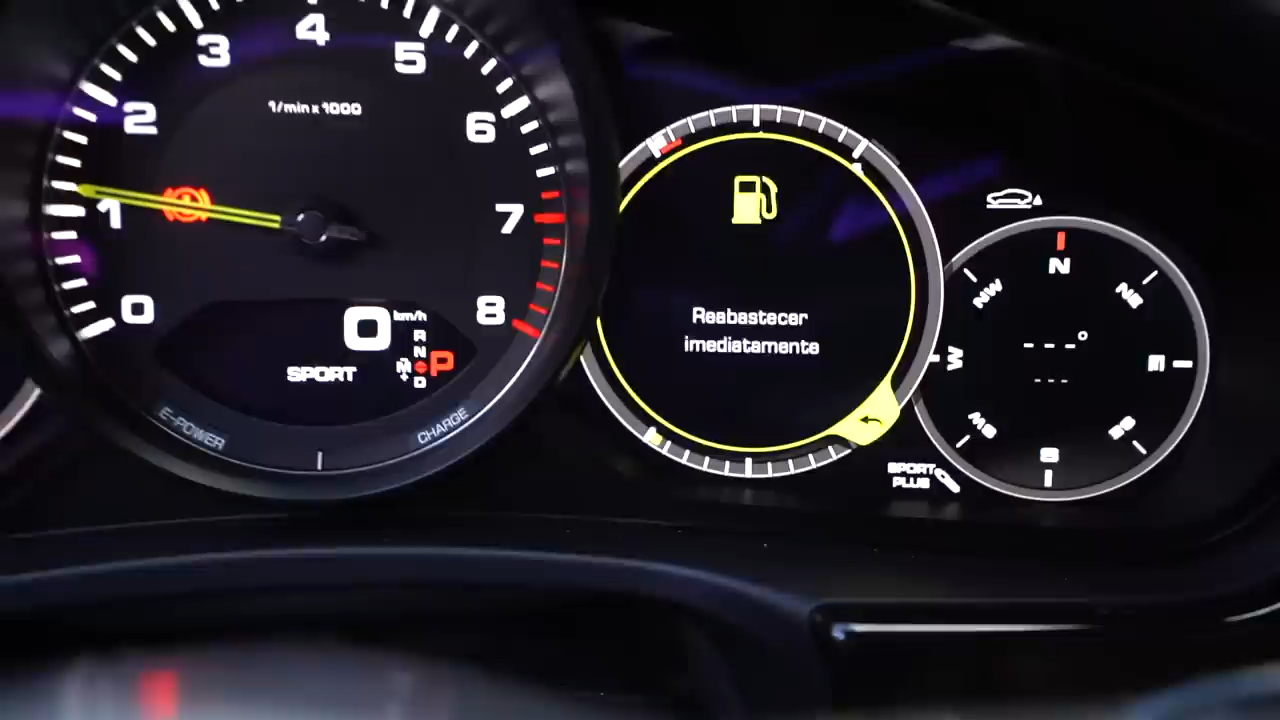 0
1
2
3
4
5
6
7
8
1/min x 1000
0 km/h
R
N
M
D
P
+
SPORT
E-POWER
CHARGE
Reabastecer
imediatamente
SPORT
PLUS
N
NE
E
SE
S
SW
W
NW
---°
---